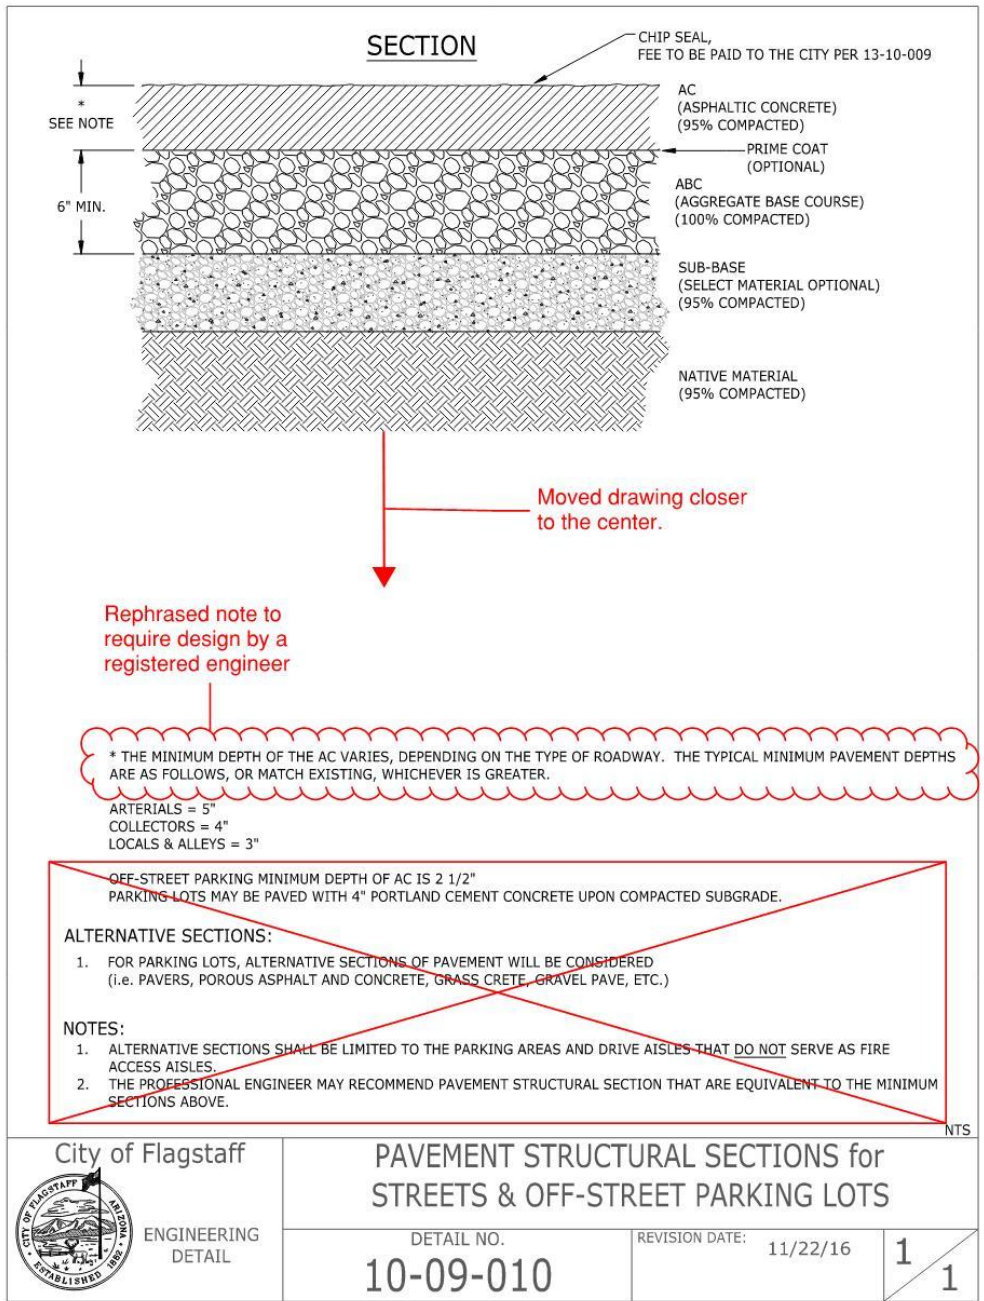 SECTION
CHIP SEAL,
FEE TO BE PAID TO THE CITY PER 13-10-009
*
SEE NOTE
AC
(ASPHALTIC CONCRETE)
(95% COMPACTED)
PRIME COAT
(OPTIONAL)
6" MIN.
ABC
(AGGREGATE BASE COURSE)
(100% COMPACTED)
SUB-BASE
(SELECT MATERIAL OPTIONAL)
(95% COMPACTED)
NATIVE MATERIAL
(95% COMPACTED)
Moved drawing closer
to the center.
Rephrased note to
require design by a
registered engineer
* THE MINIMUM DEPTH OF THE AC VARIES, DEPENDING ON THE TYPE OF ROADWAY. THE TYPICAL MINIMUM PAVEMENT DEPTHS
ARE AS FOLLOWS, OR MATCH EXISTING, WHICHEVER IS GREATER.
ARTERIALS = 5"
COLLECTORS = 4"
LOCALS & ALLEYS = 3"
OFF-STREET PARKING MINIMUM DEPTH OF AC IS 2 1/2"
PARKING LOTS MAY BE PAVED WITH 4" PORTLAND CEMENT CONCRETE UPON COMPACTED SUBGRADE.
ALTERNATIVE SECTIONS:
1. FOR PARKING LOTS, ALTERNATIVE SECTIONS OF PAVEMENT WILL BE CONSIDERED
(i.e. PAVERS, POROUS ASPHALT AND CONCRETE, GRASS CRETE, GRAVEL PAVE, ETC.)
NOTES:
1. ALTERNATIVE SECTIONS SHALL BE LIMITED TO THE PARKING AREAS AND DRIVE AISLES THAT DO NOT SERVE AS FIRE
ACCESS AISLES.
2. THE PROFESSIONAL ENGINEER MAY RECOMMEND PAVEMENT STRUCTURAL SECTION THAT ARE EQUIVALENT TO THE MINIMUM
SECTIONS ABOVE.
NTS
City of Flagstaff
CITY OF FLAGSTAFF ARIZONA
ESTABLISHED 1882
ENGINEERING
DETAIL
PAVEMENT STRUCTURAL SECTIONS for
STREETS & OFF-STREET PARKING LOTS
DETAIL NO.
10-09-010
REVISION DATE:
11/22/16
1
1